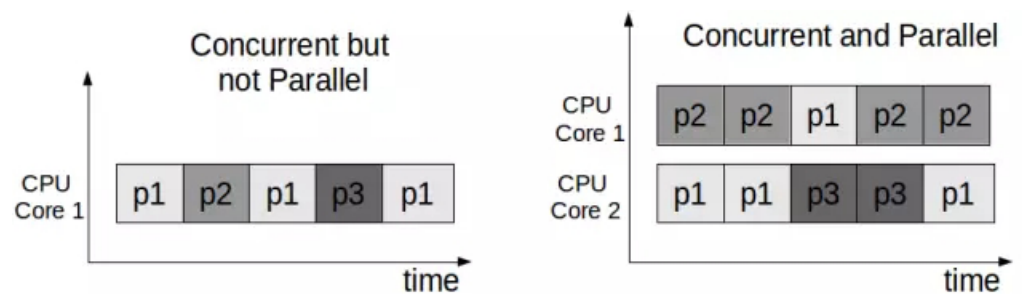 Concurrent but
not Parallel
CPU
Core 1
p1 p2 p1 p3 p1
time
Concurrent and Parallel
CPU
Core 1
p2 p2 p1 p2 p2
CPU
Core 2
p1 p1 p3 p3 p1
time